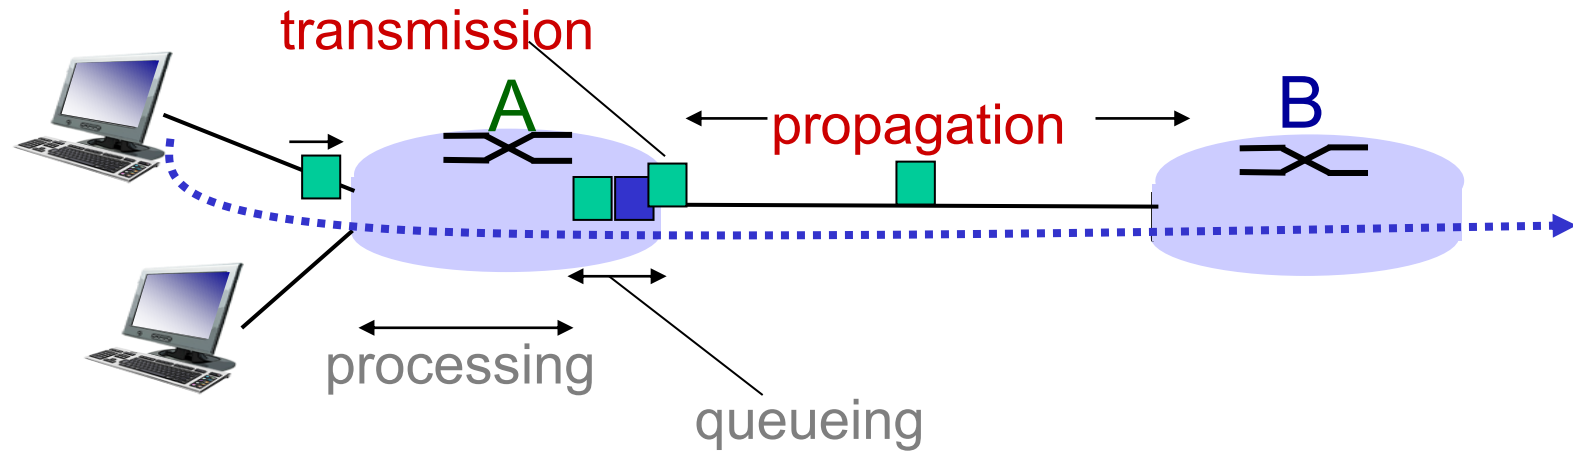 transmission
A
B
propagation
processing
queueing